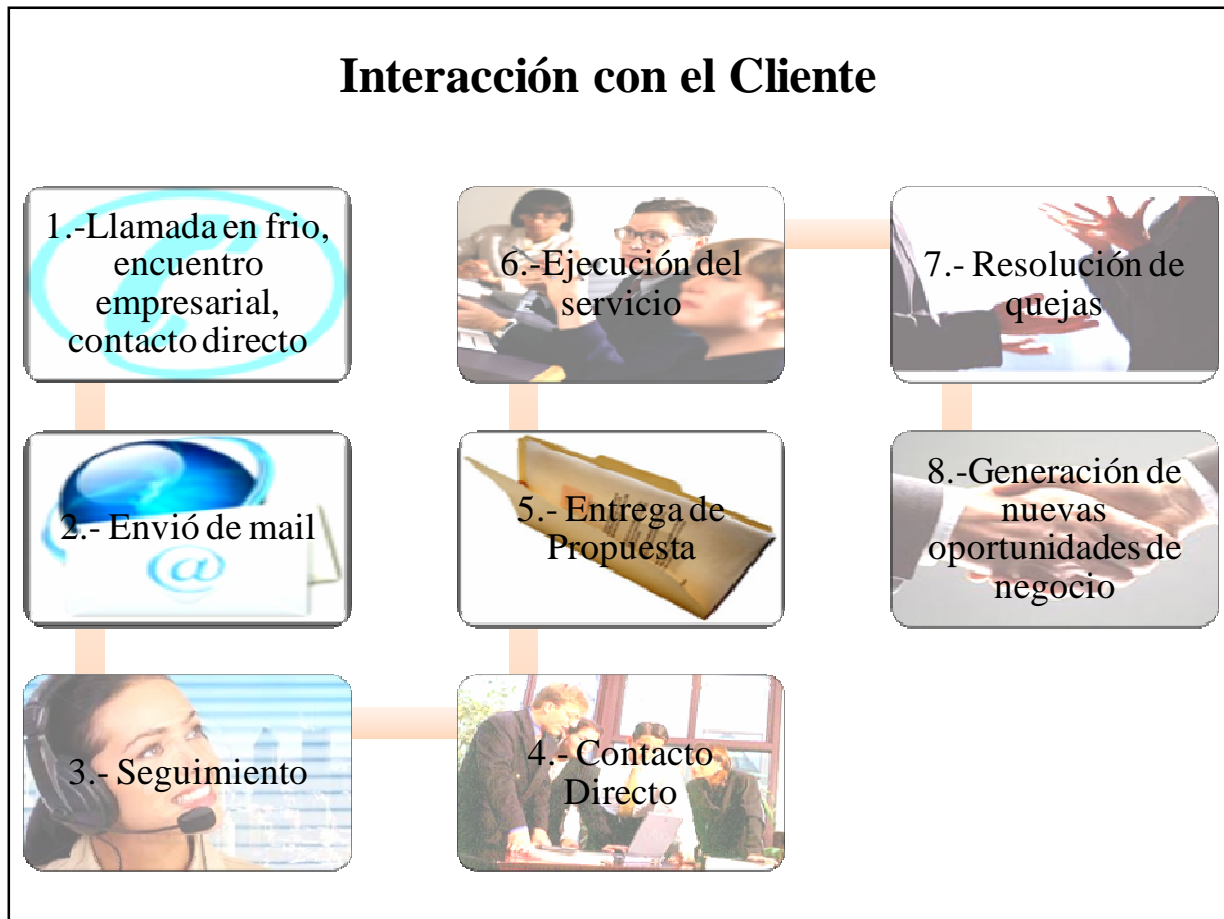 Interacción con el Cliente
1.-Llamada en frio,
encuentro
empresarial,
contacto directo
2.- Envió de mail
3.- Seguimiento
4.- Contacto
Directo
5.- Entrega de
Propuesta
6.-Ejecución del
servicio
7.- Resolución de
quejas
8.-Generación de
nuevas
oportunidades de
negocio